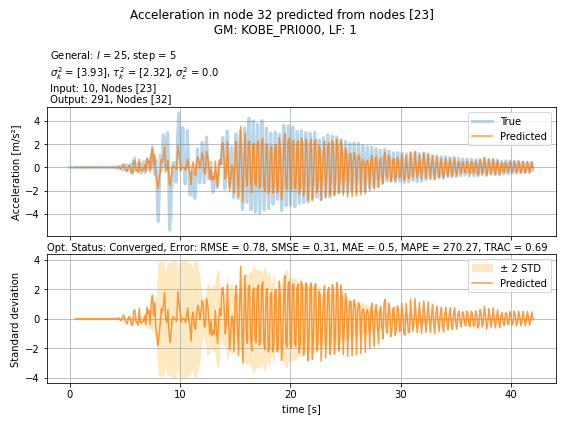 Acceleration in node 32 predicted from nodes [23]
GM: KOBE_PRI000, LF: 1
General: l = 25, step = 5
σ²ₖ = [3.93], τ²ₖ = [2.32], σ²ε = 0.0
Input: 10, Nodes [23]
Output: 291, Nodes [32]
4
2
0
−2
−4
Acceleration [m/s²]
True
Predicted
Opt. Status: Converged, Error: RMSE = 0.78, SMSE = 0.31, MAE = 0.5, MAPE = 270.27, TRAC = 0.69
4
2
0
−2
−4
Standard deviation
± 2 STD
Predicted
0 10 20 30 40
time [s]